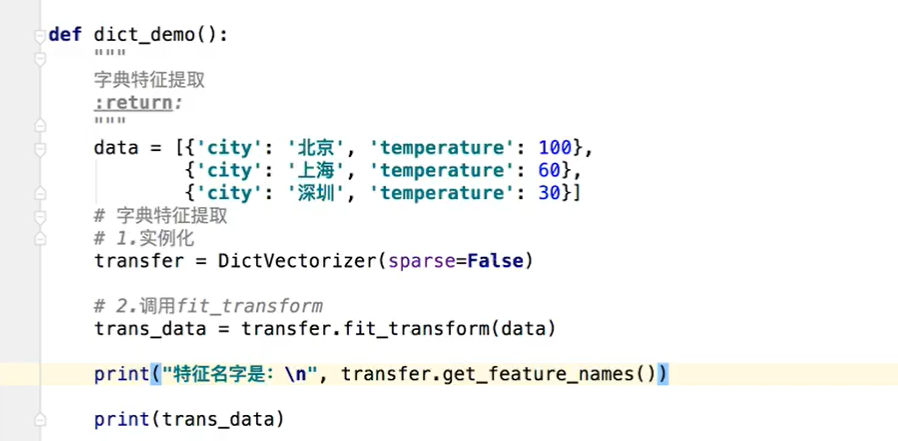 def dict_demo():
    """
    字典特征提取
    :return:
    """
    data = [{'city': '北京', 'temperature': 100},
            {'city': '上海', 'temperature': 60},
            {'city': '深圳', 'temperature': 30}]
    # 字典特征提取
    # 1.实例化
    transfer = DictVectorizer(sparse=False)
    # 2.调用fit_transform
    trans_data = transfer.fit_transform(data)
    print("特征名字是：\n", transfer.get_feature_names())
    print(trans_data)